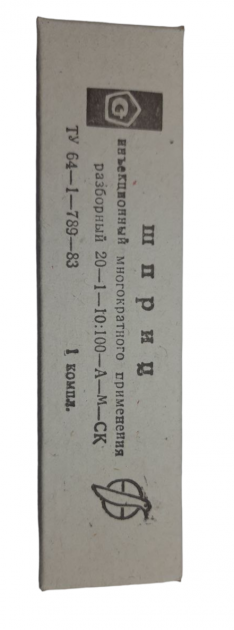 шприц
инъекционный многократного применения
разборный 20—1—10:100—А—М—СК
ТУ 64—1—789—83 1 компл.